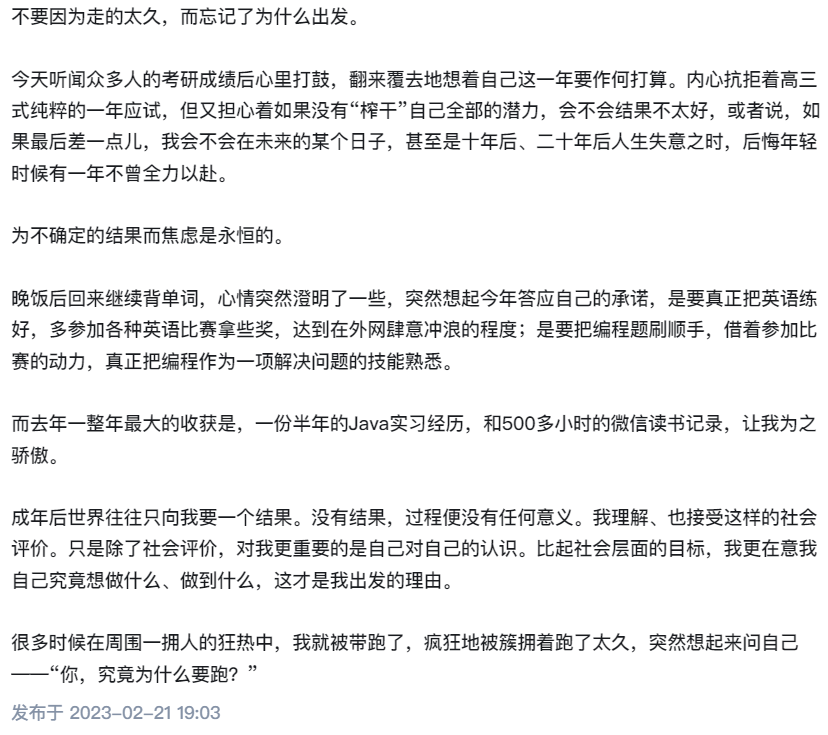 不要因为走的太久，而忘记了为什么出发。
今天听闻众多人的考研成绩后心里打鼓，翻来覆去地想着自己这一年要作何打算。内心抗拒着高三
式纯粹的一年应试，但又担心着如果没有“榨干”自己全部的潜力，会不会结果不太好，或者说，如
果最后差一点儿，我会不会在未来的某个日子，甚至是十年后、二十年后人生失意之时，后悔年轻
时候有一年不曾全力以赴。
为不确定的结果而焦虑是永恒的。
晚饭后回来继续背单词，心情突然澄明了一些，突然想起今年答应自己的承诺，是要真正把英语练
好，多参加各种英语比赛拿些奖，达到在外网肆意冲浪的程度；是要把编程题刷顺手，借着参加比
赛的动力，真正把编程作为一项解决问题的技能熟悉。
而去年一整年最大的收获是，一份半年的Java实习经历，和500多小时的微信读书记录，让我为之
骄傲。
成年后世界往往只向我要一个结果。没有结果，过程便没有任何意义。我理解、也接受这样的社会
评价。只是除了社会评价，对我更重要的是自己对自己的认识。比起社会层面的目标，我更在意我
自己究竟想做什么、做到什么，这才是我出发的理由。
很多时候在周围一拥人的狂热中，我就被带跑了，疯狂地被簇拥着跑了太久，突然想起来问自己
——“你，究竟为什么要跑？”
发布于 2023-02-21 19:03